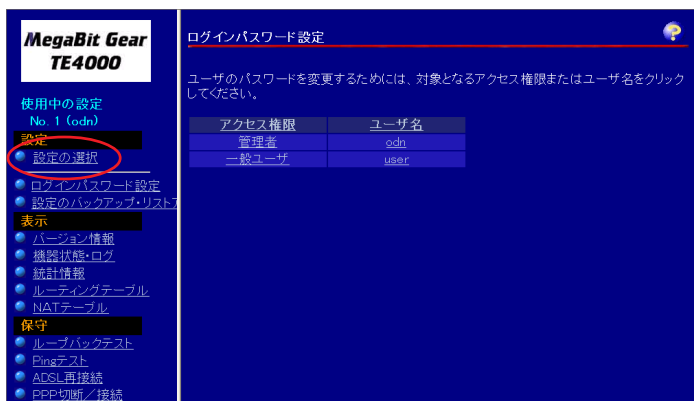 MegaBit Gear
TE4000
使用中の設定
No. 1 (odn)
設定
設定の選択
ログインパスワード設定
設定のバックアップ・リストア
表示
バージョン情報
機器状態・ログ
統計情報
ルーティングテーブル
NATテーブル
保守
ループバックテスト
Pingテスト
ADSL再接続
PPP切断／接続
ログインパスワード設定
?
ユーザのパスワードを変更するためには、対象となるアクセス権限またはユーザ名をクリック
してください。
アクセス権限 ユーザ名
管理者 odn
一般ユーザ user